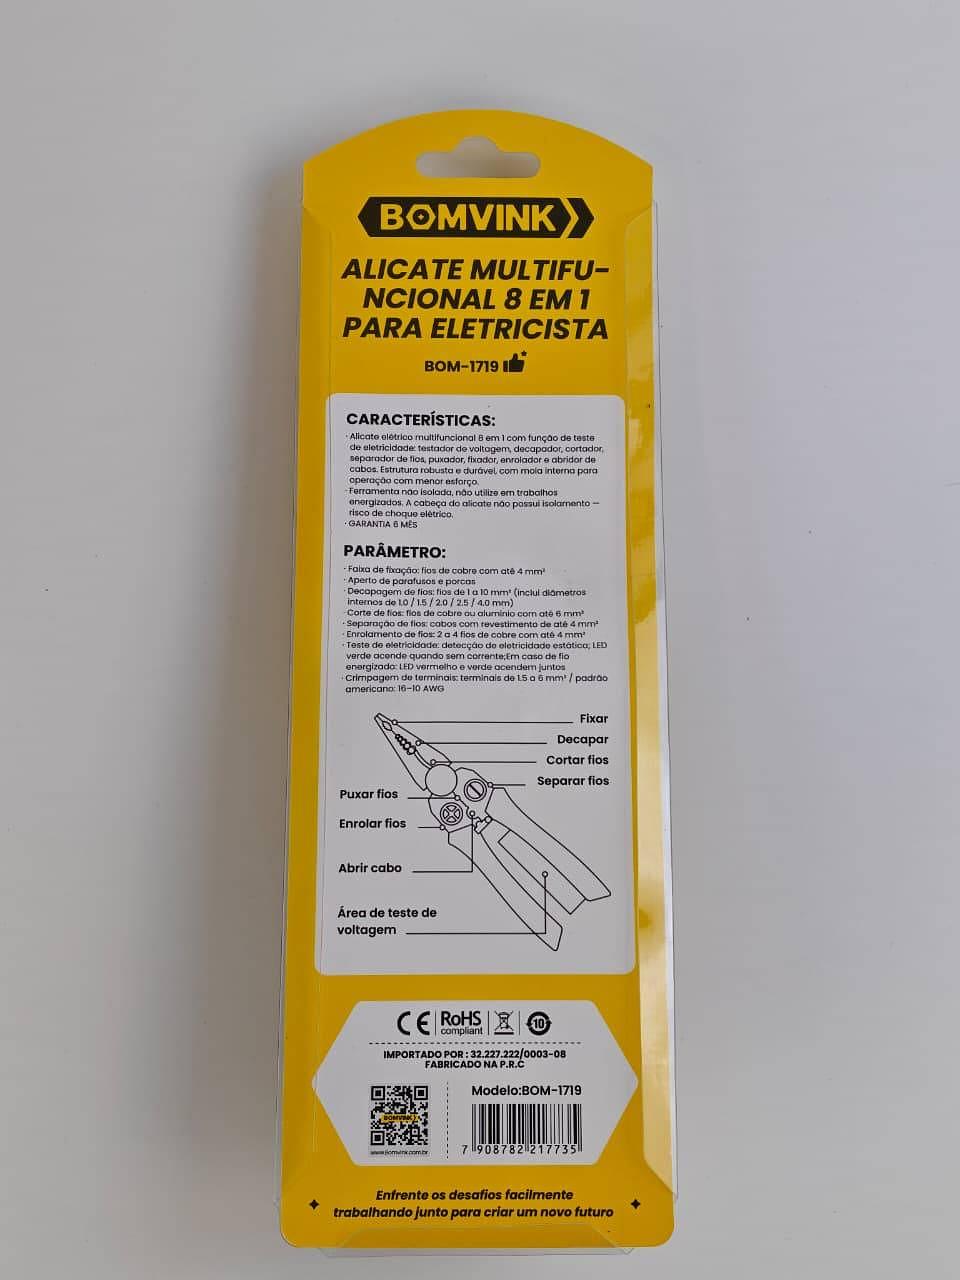 BOMVINK
ALICATE MULTIFU-
NCIONAL 8 EM 1
PARA ELETRICISTA
BOM-1719
CARACTERÍSTICAS:
· Alicate elétrico multifuncional 8 em 1 com função de teste
de eletricidade: testador de voltagem, decapador, cortador,
separador de fios, puxador, fixador, enrolador e abridor de
cabos. Estrutura robusta e durável, com mola interna para
operação com menor esforço.
· Ferramenta não isolada, não utilize em trabalhos
energizados. A cabeça do alicate não possui isolamento —
risco de choque elétrico.
· GARANTIA 6 MÊS
PARÂMETRO:
· Faixa de fixação: fios de cobre com até 4 mm²
· Aperto de parafusos e porcas
· Decapagem de fios: fios de 1 a 10 mm² (inclui diâmetros
internos de 1.0 / 1.5 / 2.0 / 2.5 / 4.0 mm)
· Corte de fios: fios de cobre ou alumínio com até 6 mm²
· Separação de fios: cabos com revestimento de até 4 mm²
· Enrolamento de fios: 2 a 4 fios de cobre com até 4 mm²
· Teste de eletricidade: detecção de eletricidade estática; LED
verde acende quando sem corrente;Em caso de fio
energizado: LED vermelho e verde acendem juntos
· Crimpagem de terminais: terminais de 1.5 a 6 mm² / padrão
americano: 16–10 AWG
Fixar
Decapar
Cortar fios
Separar fios
Puxar fios
Enrolar fios
Abrir cabo
Área de teste de
voltagem
CE RoHS compliant 10
IMPORTADO POR : 32.227.222/0003-08
FABRICADO NA P.R.C
Modelo:BOM-1719
BOMVINK
www.Bomvink.com.br
7 908782 217735
Enfrente os desafios facilmente
trabalhando junto para criar um novo futuro